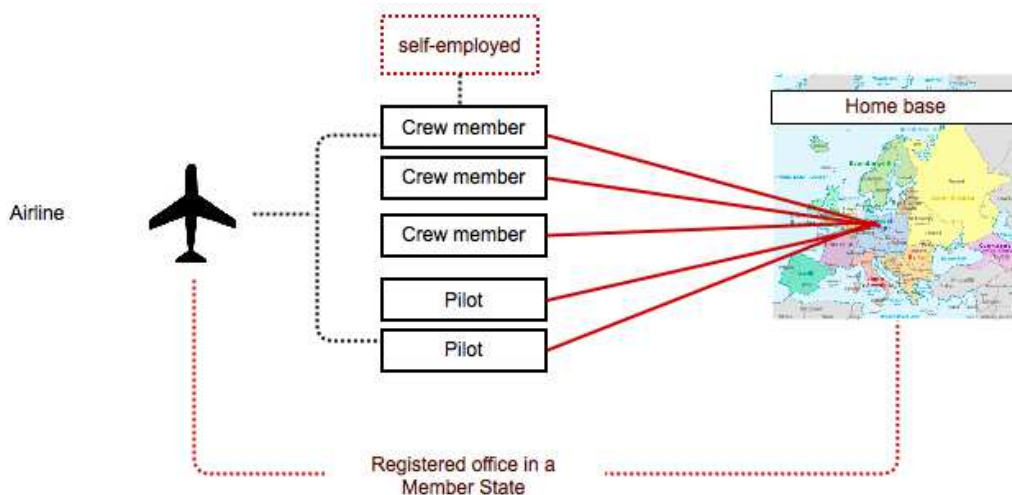 self-employed
Home base
Crew member
Crew member
Airline
Crew member
Pilot
Pilot
Registered office in a
Member State